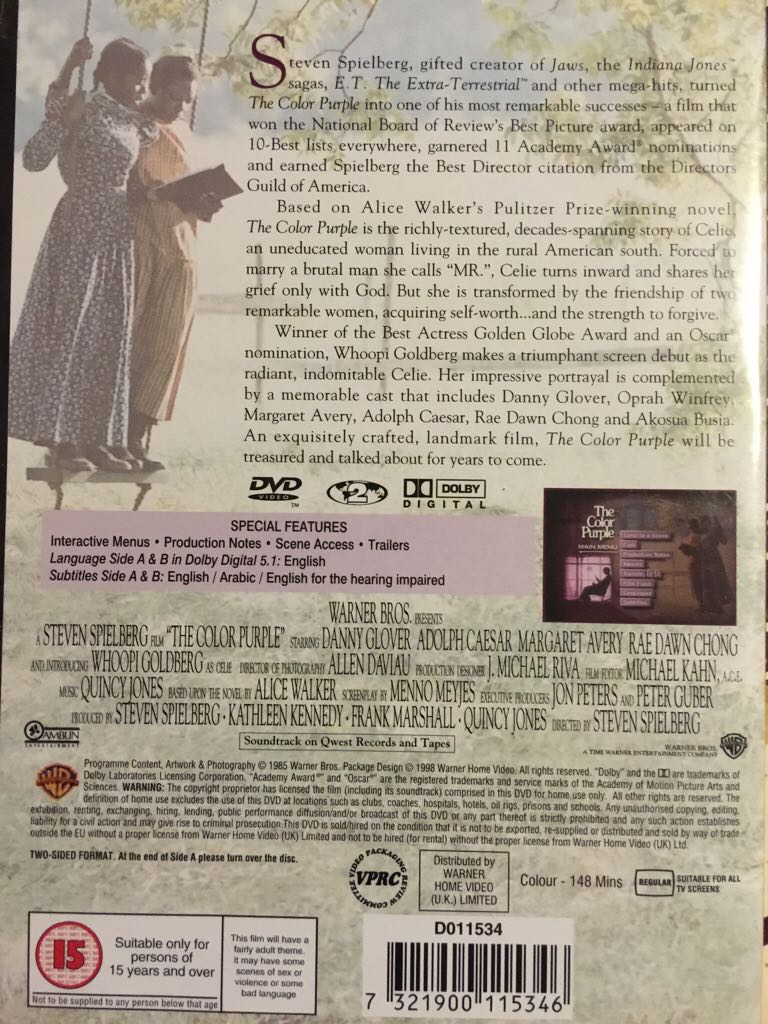 Steven Spielberg, gifted creator of Jaws, the Indiana Jones™
sagas, E.T. The Extra-Terrestrial™ and other mega-hits, turned
The Color Purple into one of his most remarkable successes – a film that
won the National Board of Review's Best Picture award, appeared on
10-Best lists everywhere, garnered 11 Academy Award® nominations
and earned Spielberg the Best Director citation from the Directors
Guild of America.
Based on Alice Walker's Pulitzer Prize-winning novel,
The Color Purple is the richly-textured, decades-spanning story of Celie,
an uneducated woman living in the rural American south. Forced to
marry a brutal man she calls "MR.", Celie turns inward and shares her
grief only with God. But she is transformed by the friendship of two
remarkable women, acquiring self-worth...and the strength to forgive.
Winner of the Best Actress Golden Globe Award and an Oscar®
nomination, Whoopi Goldberg makes a triumphant screen debut as the
radiant, indomitable Celie. Her impressive portrayal is complemented
by a memorable cast that includes Danny Glover, Oprah Winfrey,
Margaret Avery, Adolph Caesar, Rae Dawn Chong and Akosua Busia.
An exquisitely crafted, landmark film, The Color Purple will be
treasured and talked about for years to come.
DVD VIDEO™ 2 DOLBY DIGITAL
SPECIAL FEATURES
Interactive Menus • Production Notes • Scene Access • Trailers
Language Side A & B in Dolby Digital 5.1: English
Subtitles Side A & B: English / Arabic / English for the hearing impaired
The
Color
Purple
MAIN MENU
WARNER BROS. PRESENTS
A STEVEN SPIELBERG FILM "THE COLOR PURPLE" STARRING DANNY GLOVER ADOLPH CAESAR MARGARET AVERY RAE DAWN CHONG
AND INTRODUCING WHOOPI GOLDBERG AS CELIE DIRECTOR OF PHOTOGRAPHY ALLEN DAVIAU PRODUCTION DESIGNER J. MICHAEL RIVA FILM EDITOR MICHAEL KAHN, A.C.E.
MUSIC QUINCY JONES BASED UPON THE NOVEL BY ALICE WALKER SCREENPLAY BY MENNO MEYJES EXECUTIVE PRODUCERS JON PETERS AND PETER GUBER
PRODUCED BY STEVEN SPIELBERG · KATHLEEN KENNEDY · FRANK MARSHALL · QUINCY JONES DIRECTED BY STEVEN SPIELBERG
AMBLIN
ENTERTAINMENT
Soundtrack on Qwest Records and Tapes
WARNER BROS.
A TIME WARNER ENTERTAINMENT COMPANY
Programme Content, Artwork & Photography © 1985 Warner Bros. Package Design © 1998 Warner Home Video. All rights reserved. "Dolby" and the DD are trademarks of
Dolby Laboratories Licensing Corporation. "Academy Award®" and "Oscar®" are the registered trademarks and service marks of the Academy of Motion Picture Arts and
Sciences. WARNING: The copyright proprietor has licensed the film (including its soundtrack) comprised in this DVD for home use only. All other rights are reserved. The
definition of home use excludes the use of this DVD at locations such as clubs, coaches, hospitals, hotels, oil rigs, prisons and schools. Any unauthorised copying, editing,
exhibition, renting, exchanging, hiring, lending, public performance diffusion/and/or broadcast of this DVD or any part thereof is strictly prohibited and any such action establishes
liability for a civil action and may give rise to criminal prosecution. This DVD is sold/hired on the condition that it is not to be exported, re-supplied or distributed and sold by way of trade
outside the EU without a proper license from Warner Home Video (UK) Limited and not to be hired (for rental) without the proper license from Warner Home Video (UK) Ltd.
TWO-SIDED FORMAT. At the end of Side A please turn over the disc.
VIDEO PACKAGING REVIEW COMMITTEE
VPRC
Distributed by
WARNER
HOME VIDEO
(U.K.) LIMITED
Colour - 148 Mins
REGULAR SUITABLE FOR ALL
TV SCREENS
15
Suitable only for
persons of
15 years and over
Not to be supplied to any person below that age
This film will have a
fairly adult theme.
it may have some
scenes of sex or
violence or some
bad language
D011534
7 321900 115346